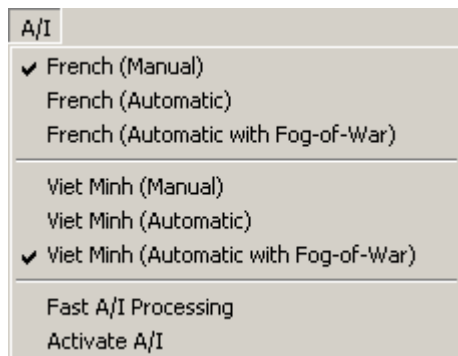 A/I
French (Manual)
French (Automatic)
French (Automatic with Fog-of-War)
Viet Minh (Manual)
Viet Minh (Automatic)
Viet Minh (Automatic with Fog-of-War)
Fast A/I Processing
Activate A/I